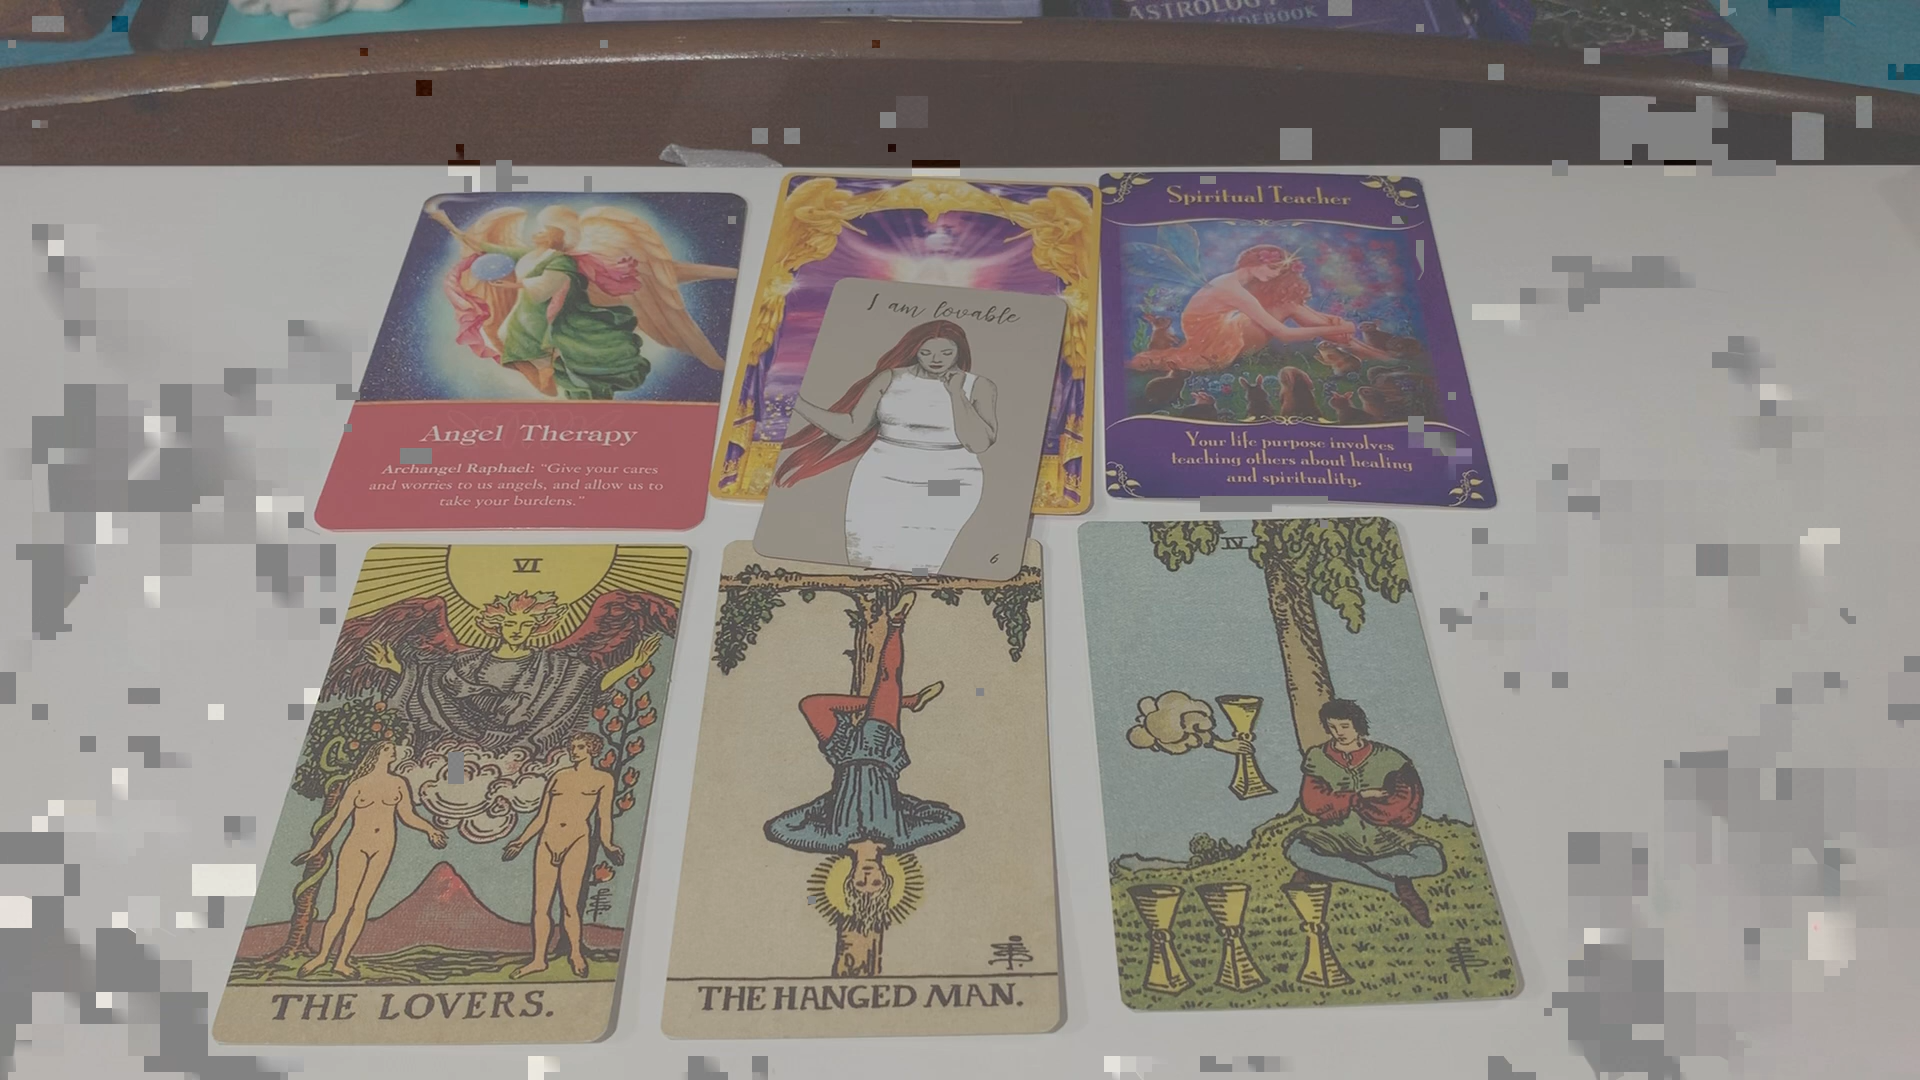 ASTROLOGY
GUIDEBOOK
Spiritual Teacher
I am lovable
Angel Therapy
Archangel Raphael: "Give your cares
and worries to us angels, and allow us to
take your burdens."
Your life purpose involves
teaching others about healing
and spirituality.
6
VI
IV
THE LOVERS.
THE HANGED MAN.